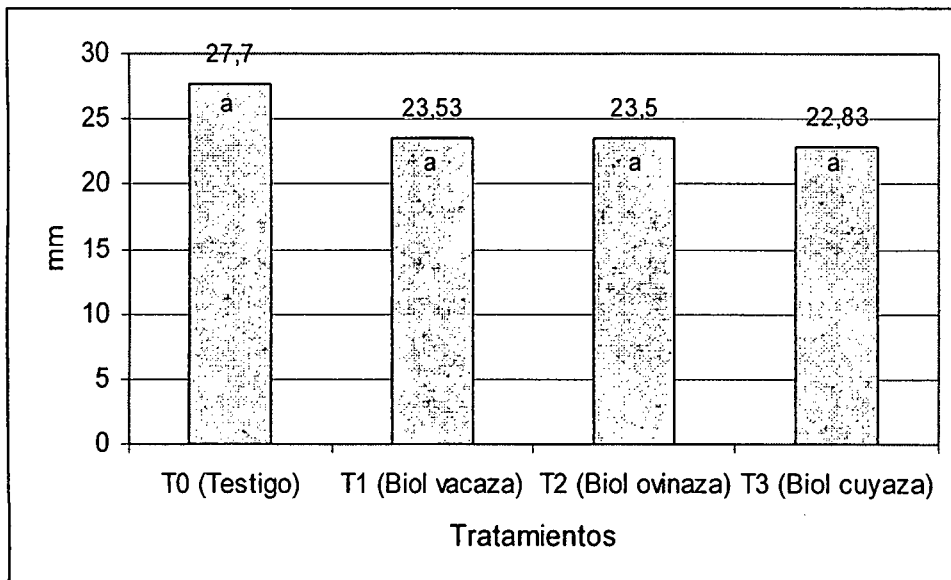 30
25
20
15
10
5
0
mm
27,7
23,53
23,5
22,83
a
a
a
a
T0 (Testigo)
T1 (Biol vacaza)
T2 (Biol ovinaza)
T3 (Biol cuyaza)
Tratamientos